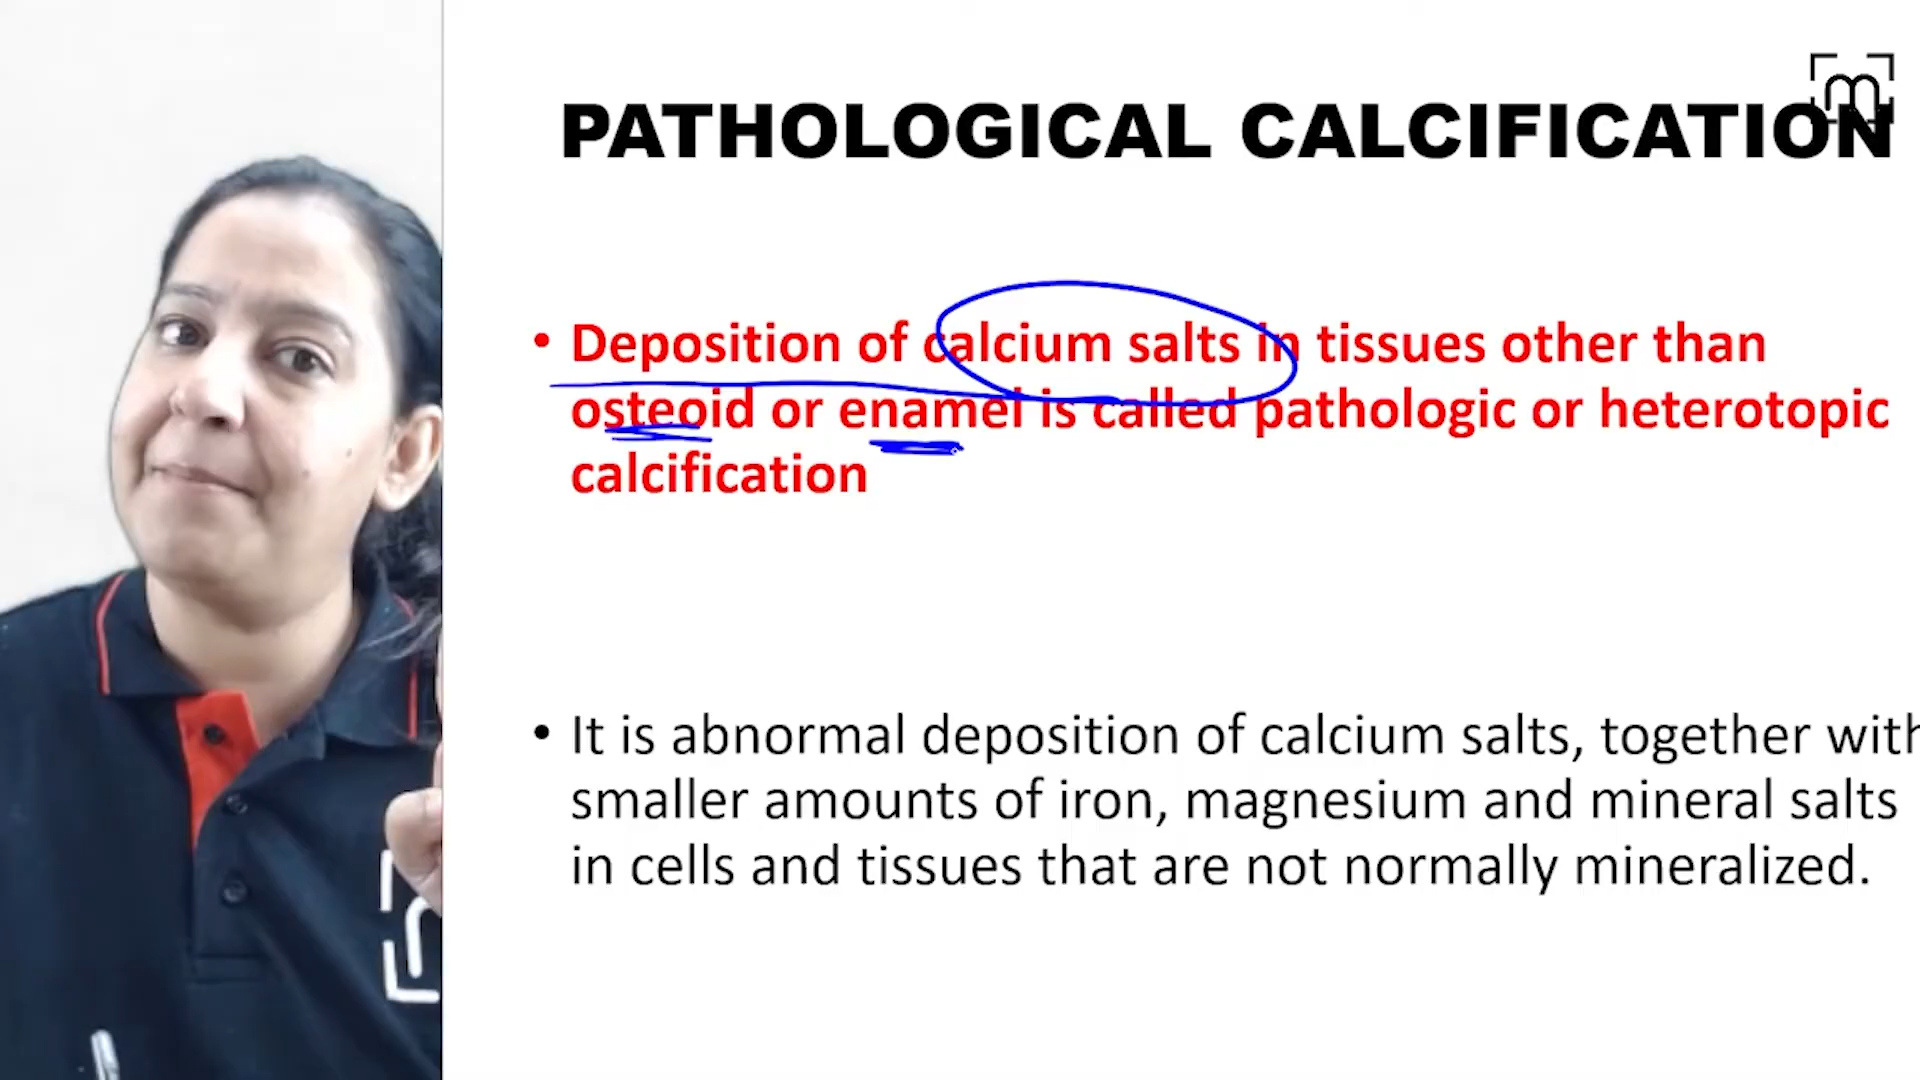 PATHOLOGICAL CALCIFICATION
• Deposition of calcium salts in tissues other than
osteoid or enamel is called pathologic or heterotopic
calcification
• It is abnormal deposition of calcium salts, together with
smaller amounts of iron, magnesium and mineral salts
in cells and tissues that are not normally mineralized.